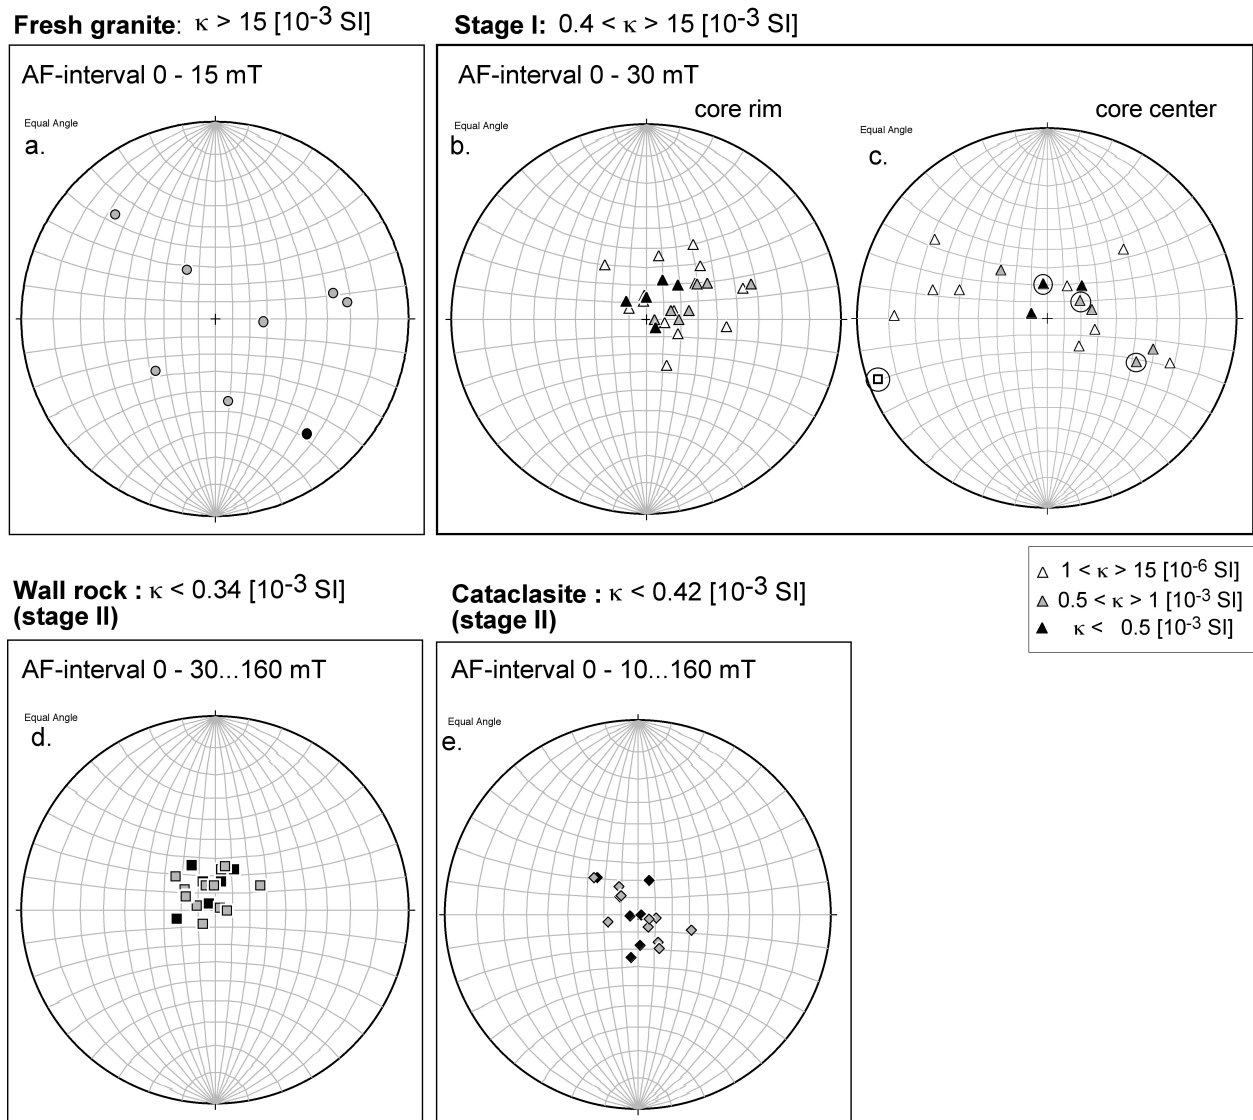 Fresh granite: κ > 15 [10-3 SI]
Stage I: 0.4 < κ > 15 [10-3 SI]
AF-interval 0 - 15 mT
AF-interval 0 - 30 mT
core rim
core center
Equal Angle
a.
Equal Angle
b.
Equal Angle
c.
1 < κ > 15 [10-6 SI]
0.5 < κ > 1 [10-3 SI]
κ < 0.5 [10-3 SI]
Wall rock : κ < 0.34 [10-3 SI]
(stage II)
Cataclasite : κ < 0.42 [10-3 SI]
(stage II)
AF-interval 0 - 30...160 mT
AF-interval 0 - 10...160 mT
Equal Angle
d.
Equal Angle
e.